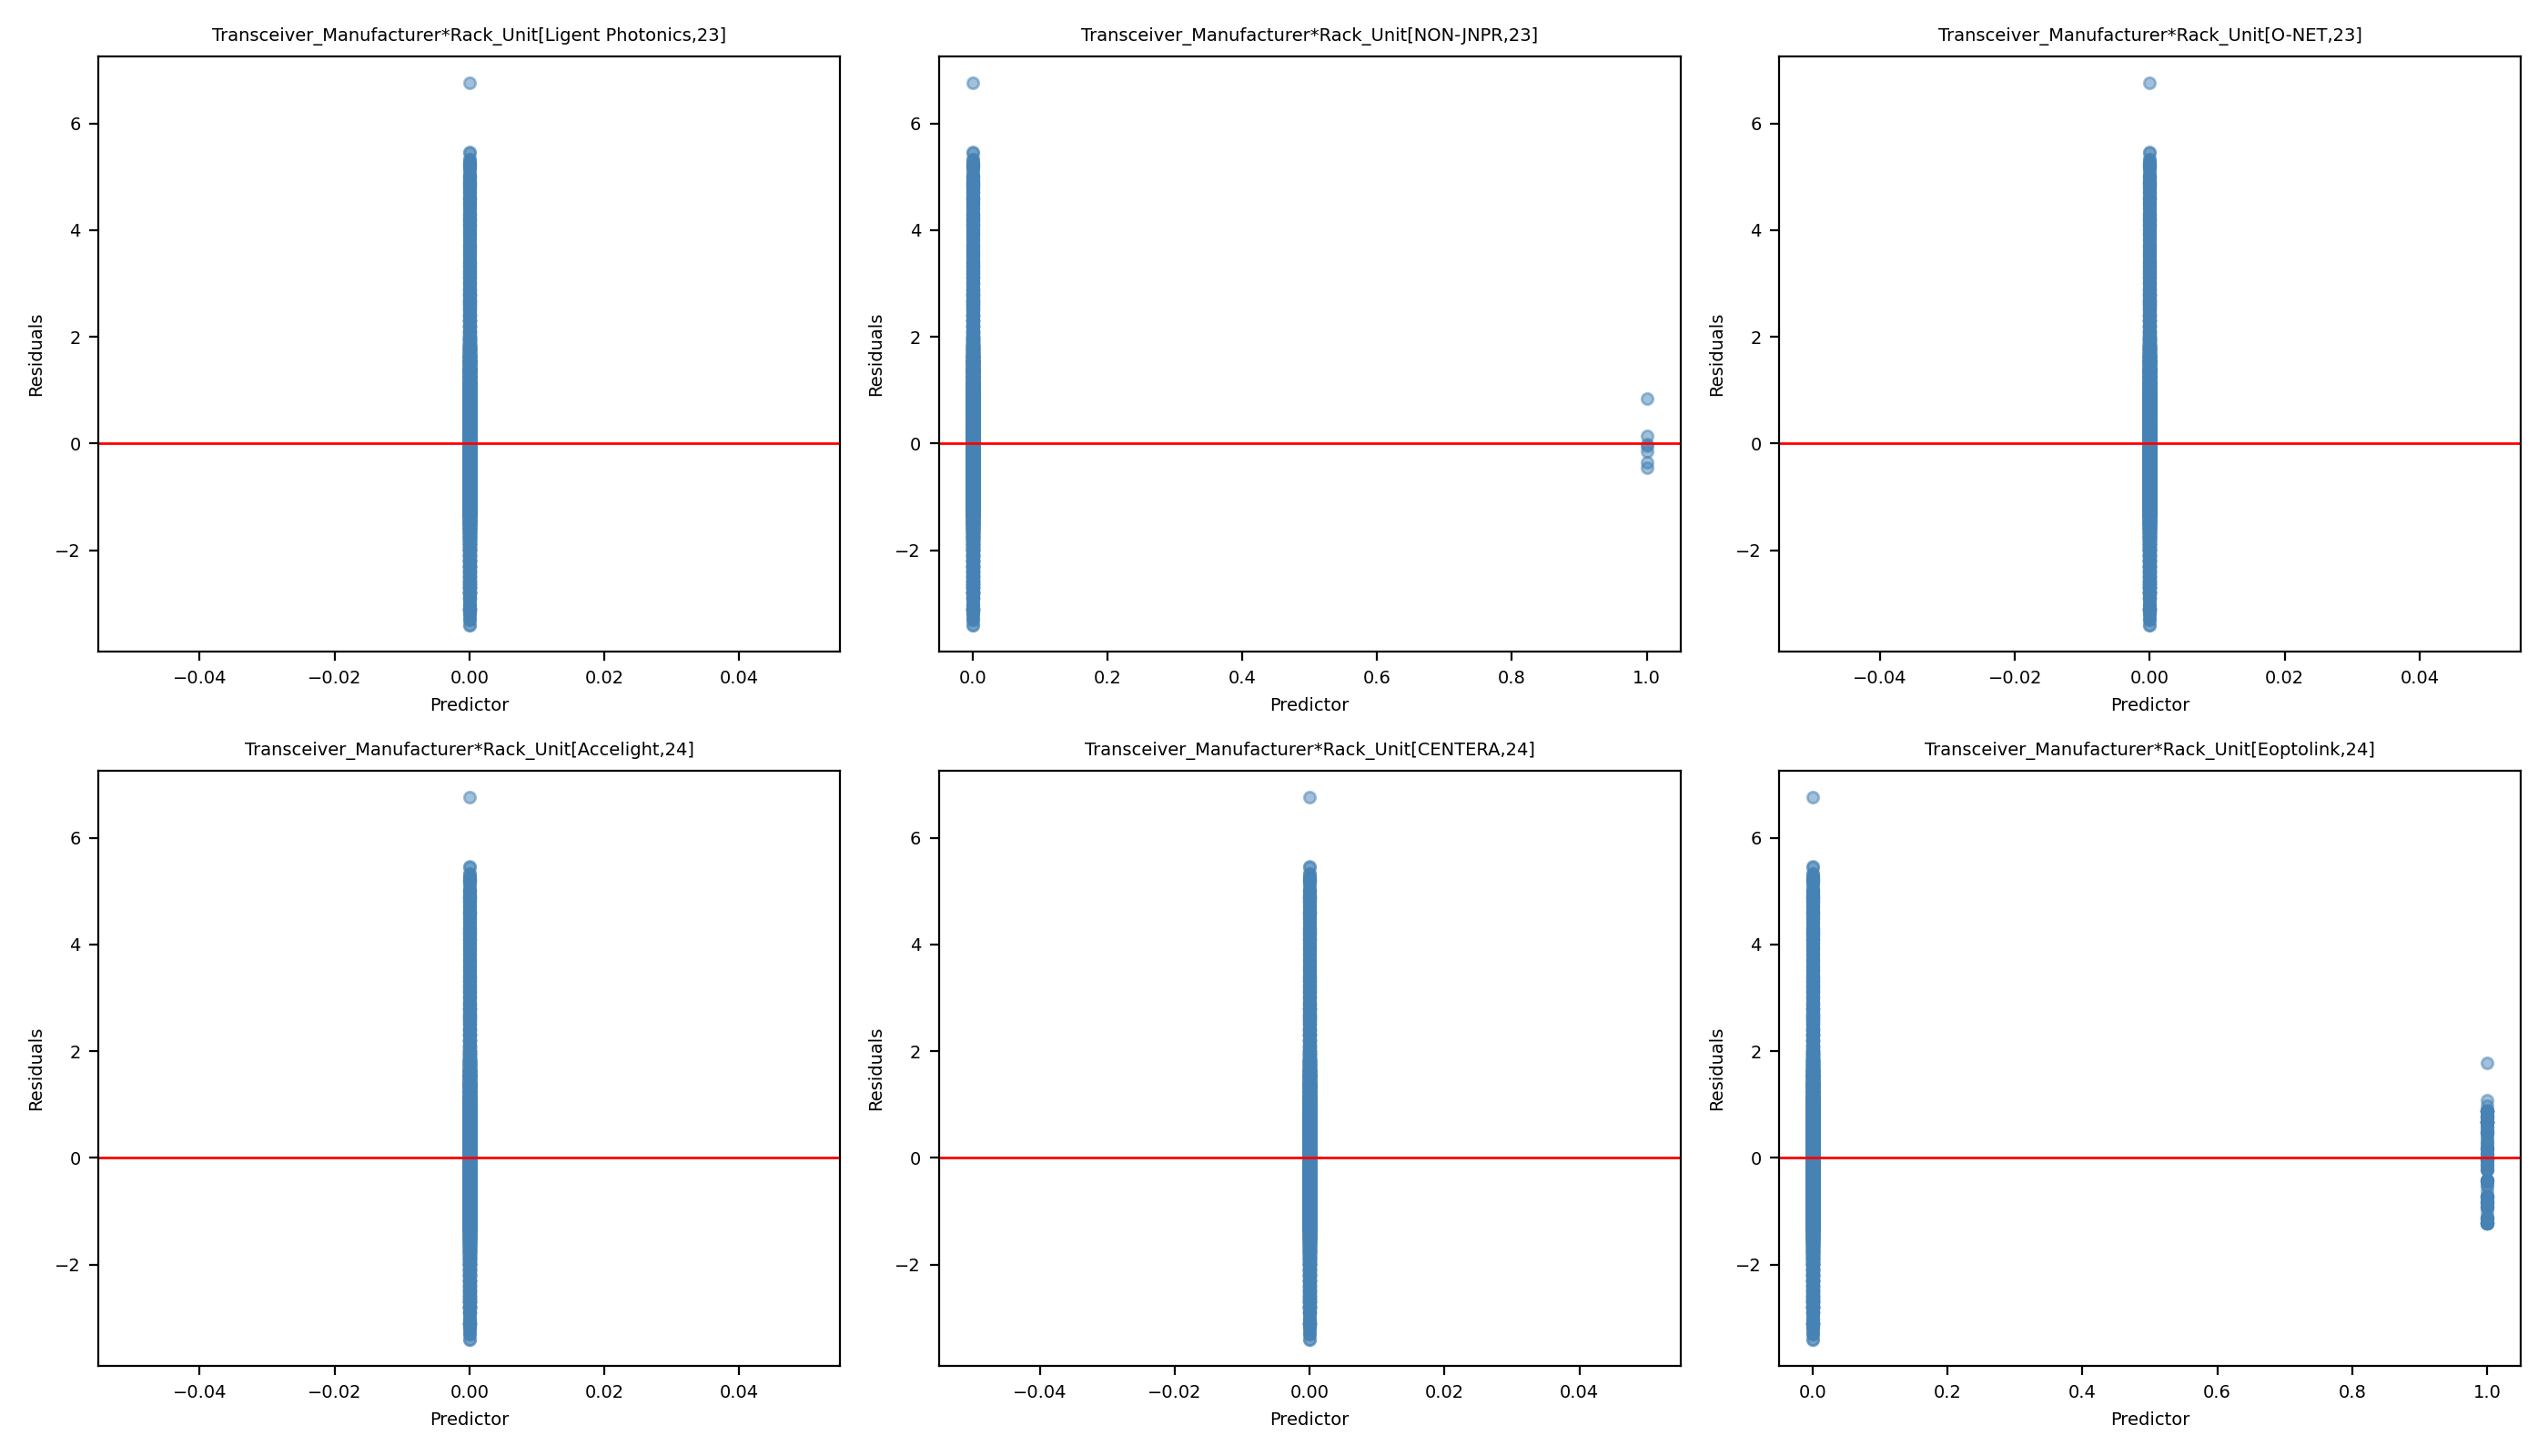 Transceiver_Manufacturer*Rack_Unit[Ligent Photonics,23]
6
4
2
0
−2
Residuals
−0.04 −0.02 0.00 0.02 0.04
Predictor
Transceiver_Manufacturer*Rack_Unit[NON-JNPR,23]
6
4
2
0
−2
Residuals
0.0 0.2 0.4 0.6 0.8 1.0
Predictor
Transceiver_Manufacturer*Rack_Unit[O-NET,23]
6
4
2
0
−2
Residuals
−0.04 −0.02 0.00 0.02 0.04
Predictor
Transceiver_Manufacturer*Rack_Unit[Accelight,24]
6
4
2
0
−2
Residuals
−0.04 −0.02 0.00 0.02 0.04
Predictor
Transceiver_Manufacturer*Rack_Unit[CENTERA,24]
6
4
2
0
−2
Residuals
−0.04 −0.02 0.00 0.02 0.04
Predictor
Transceiver_Manufacturer*Rack_Unit[Eoptolink,24]
6
4
2
0
−2
Residuals
0.0 0.2 0.4 0.6 0.8 1.0
Predictor